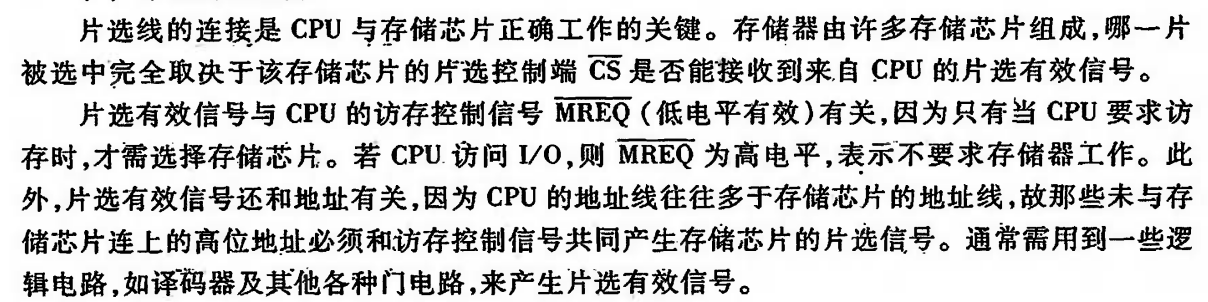 片选线的连接是 CPU 与存储芯片正确工作的关键。存储器由许多存储芯片组成,哪一片
被选中完全取决于该存储芯片的片选控制端 C̅S̅ 是否能接收到来自 CPU 的片选有效信号。
片选有效信号与 CPU 的访存控制信号 M̅R̅E̅Q̅ (低电平有效)有关,因为只有当 CPU 要求访
存时,才需选择存储芯片。若 CPU 访问 I/O,则 M̅R̅E̅Q̅ 为高电平,表示不要求存储器工作。此
外,片选有效信号还和地址有关,因为 CPU 的地址线往往多于存储芯片的地址线,故那些未与存
储芯片连上的高位地址必须和访存控制信号共同产生存储芯片的片选信号。通常需用到一些逻
辑电路,如译码器及其他各种门电路,来产生片选有效信号。